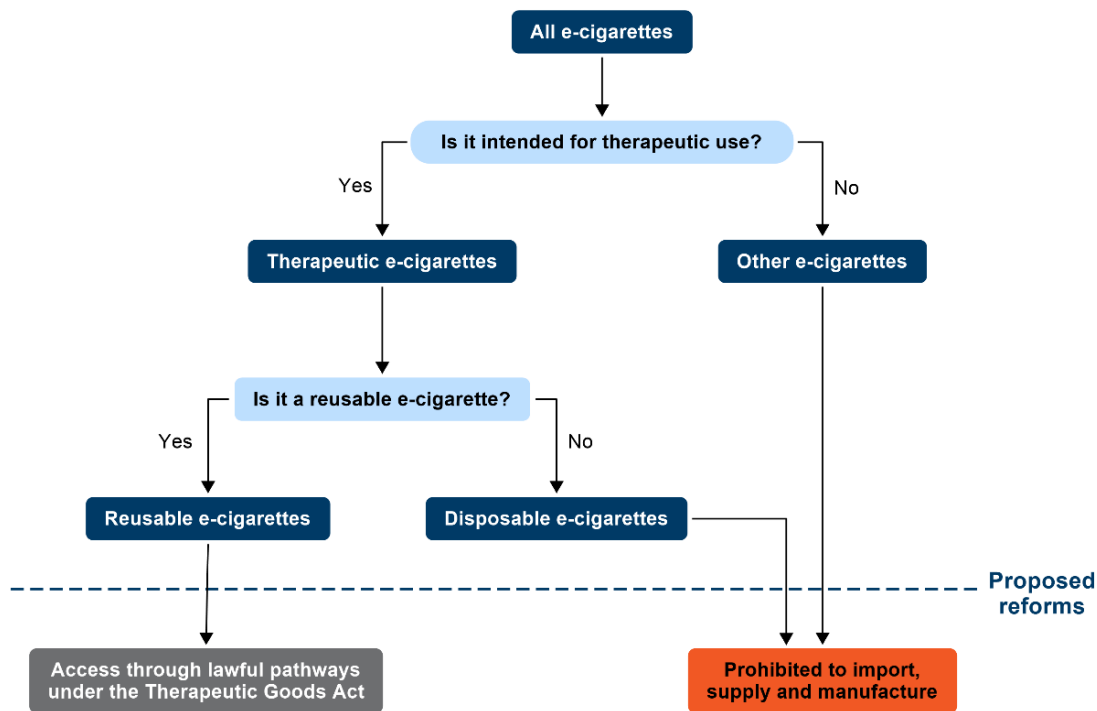 All e-cigarettes
Is it intended for therapeutic use?
Yes
No
Therapeutic e-cigarettes
Other e-cigarettes
Is it a reusable e-cigarette?
Yes
No
Reusable e-cigarettes
Disposable e-cigarettes
Proposed
reforms
Access through lawful pathways
under the Therapeutic Goods Act
Prohibited to import,
supply and manufacture